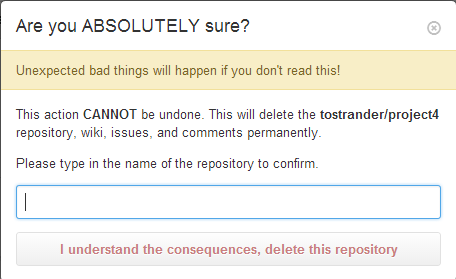 Are you ABSOLUTELY sure?
Unexpected bad things will happen if you don't read this!
This action CANNOT be undone. This will delete the tostrander/project4
repository, wiki, issues, and comments permanently.
Please type in the name of the repository to confirm.
I understand the consequences, delete this repository